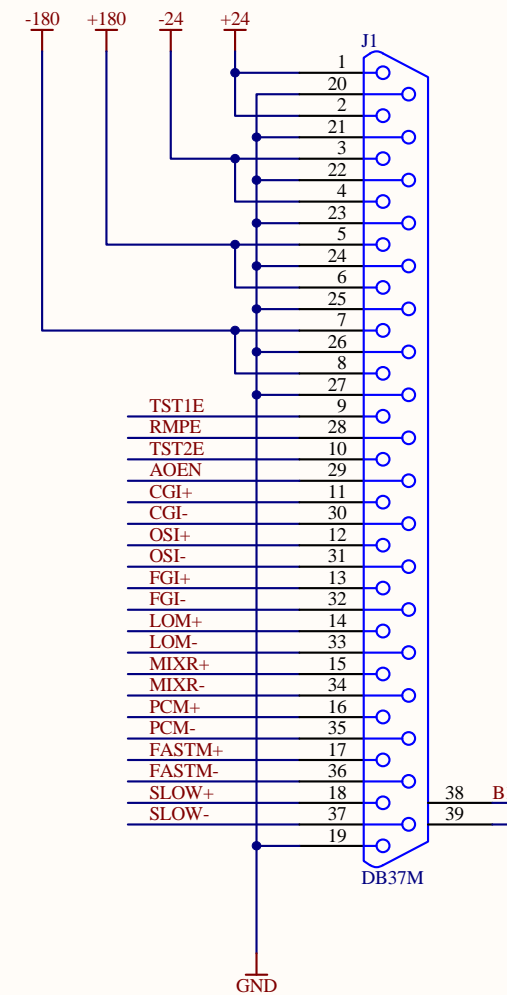 -180 +180 -24 +24
J1
1
20
2
21
3
22
4
23
5
24
6
25
7
26
8
27
TST1E 9
RMPE 28
TST2E 10
AOEN 29
CGI+ 11
CGI- 30
OSI+ 12
OSI- 31
FGI+ 13
FGI- 32
LOM+ 14
LOM- 33
MIXR+ 15
MIXR- 34
PCM+ 16
PCM- 35
FASTM+ 17
FASTM- 36
SLOW+ 18 38 B
SLOW- 37 39
19
DB37M
GND